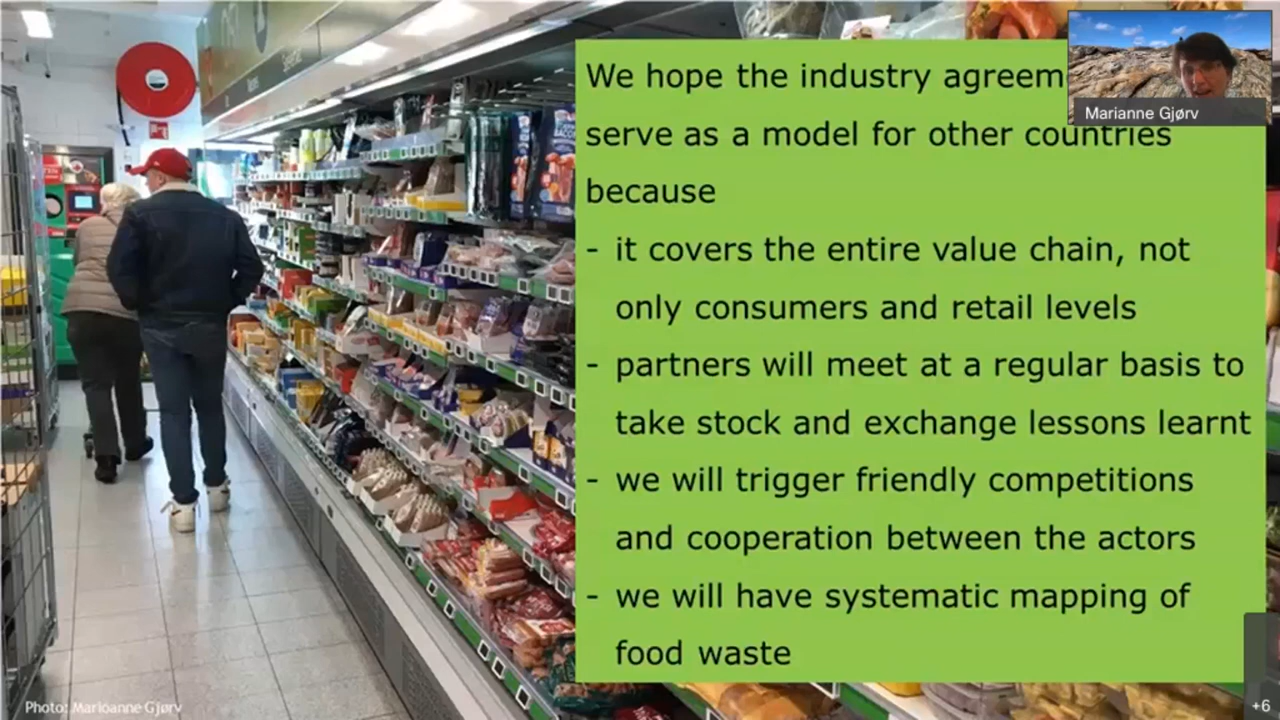 We hope the industry agreem
serve as a model for other countries
because
- it covers the entire value chain, not
only consumers and retail levels
- partners will meet at a regular basis to
take stock and exchange lessons learnt
- we will trigger friendly competitions
and cooperation between the actors
- we will have systematic mapping of
food waste
Marianne Gjørv
Photo: Marioanne Gjørv
+6